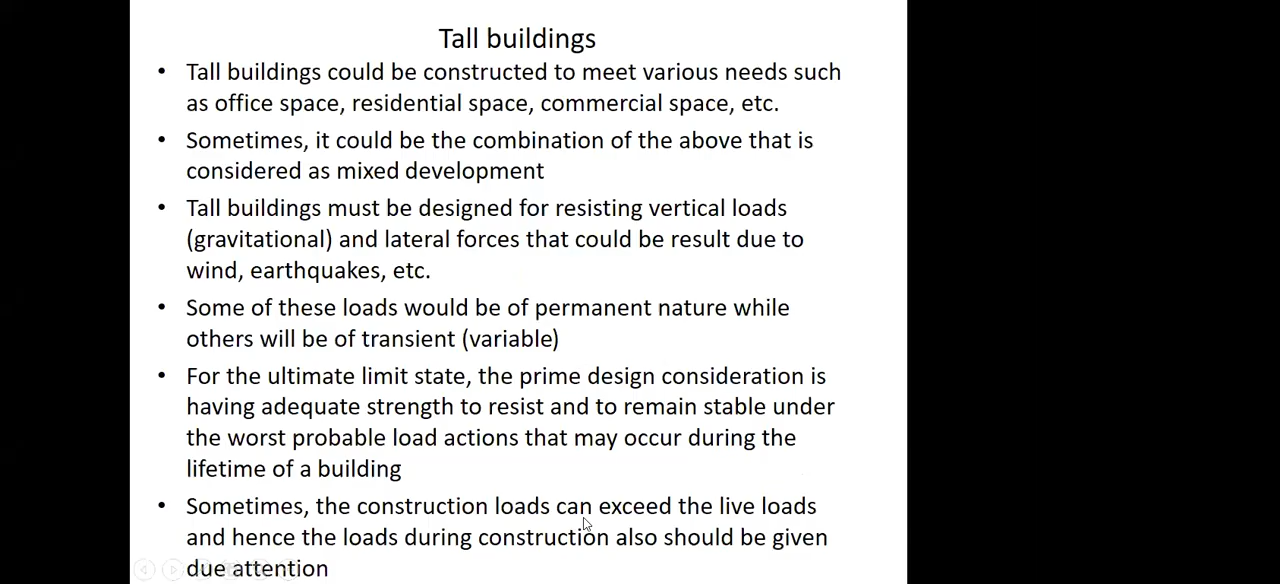 Tall buildings
• Tall buildings could be constructed to meet various needs such
as office space, residential space, commercial space, etc.
• Sometimes, it could be the combination of the above that is
considered as mixed development
• Tall buildings must be designed for resisting vertical loads
(gravitational) and lateral forces that could be result due to
wind, earthquakes, etc.
• Some of these loads would be of permanent nature while
others will be of transient (variable)
• For the ultimate limit state, the prime design consideration is
having adequate strength to resist and to remain stable under
the worst probable load actions that may occur during the
lifetime of a building
• Sometimes, the construction loads can exceed the live loads
and hence the loads during construction also should be given
due attention